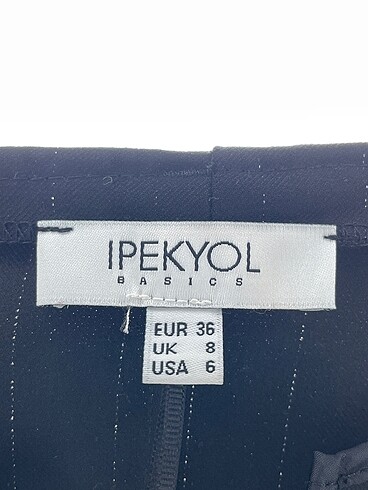 IPEKYOL
BASICS
EUR 36
UK 8
USA 6